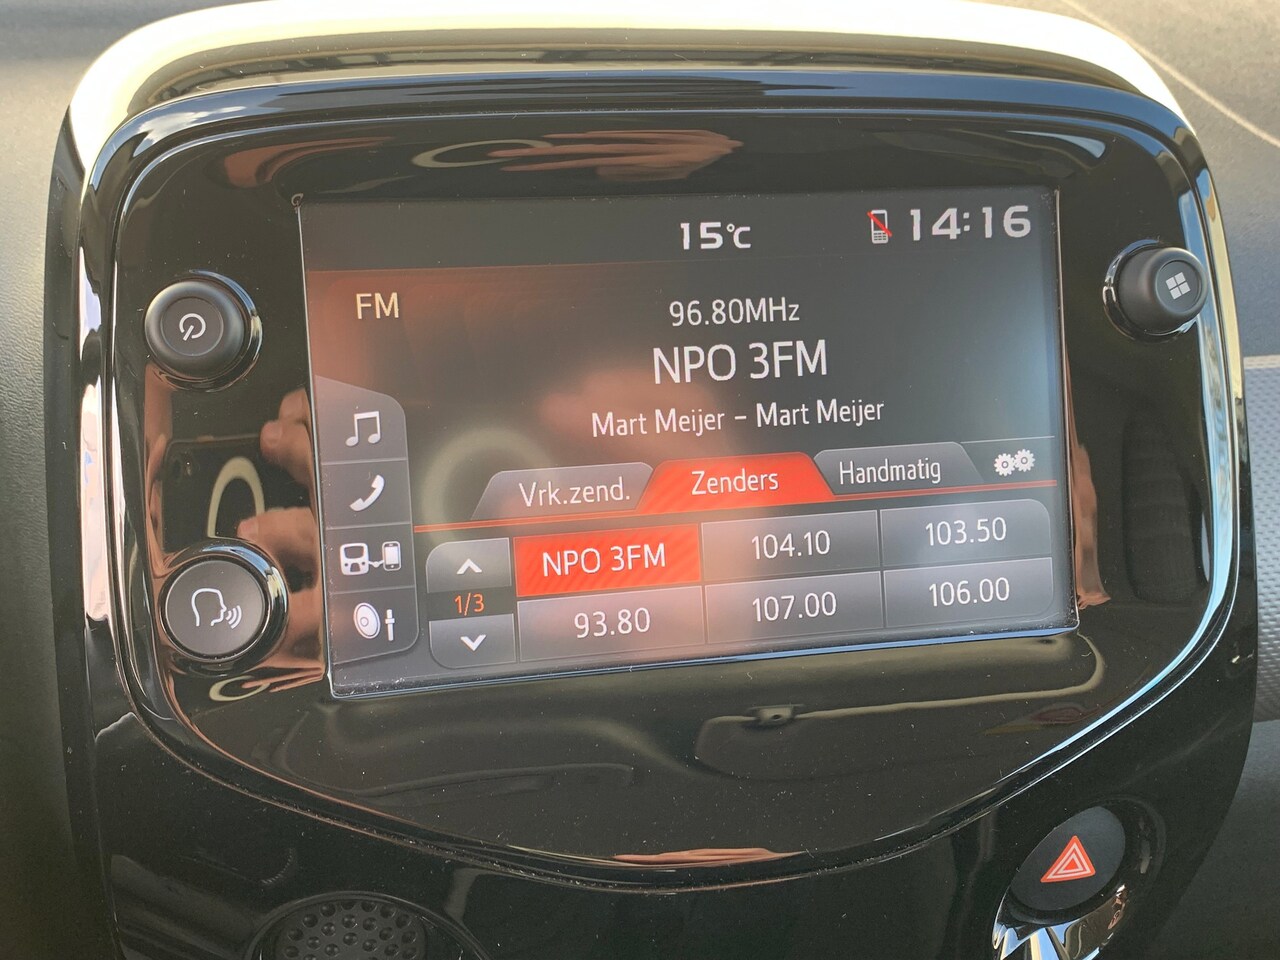 15°C
14:16
FM
96.80MHz
NPO 3FM
Mart Meijer – Mart Meijer
Vrk.zend. Zenders Handmatig
NPO 3FM 104.10 103.50
1/3
93.80 107.00 106.00